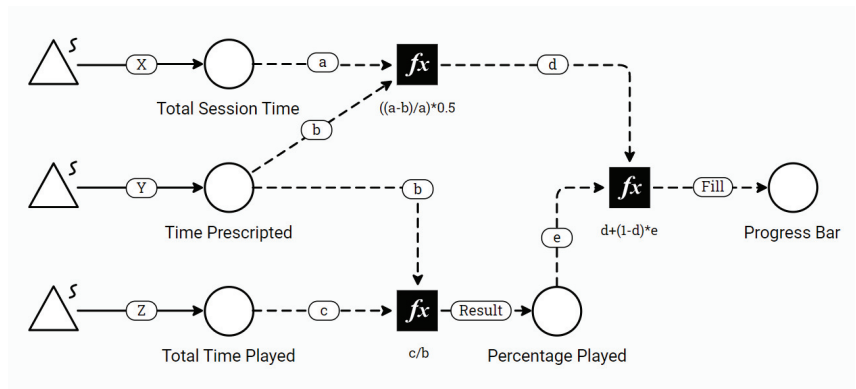 S
X
a
fx
d
Total Session Time
((a-b)/a)*0.5
b
S
Y
b
fx
Fill
Time Prescripted
d+(1-d)*e
Progress Bar
e
S
Z
c
fx
Result
Total Time Played
c/b
Percentage Played